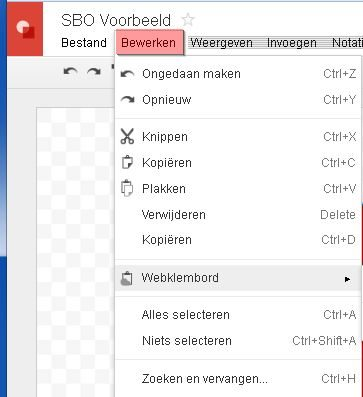 SBO Voorbeeld
Bestand Bewerken Weergeven Invoegen
Ongedaan maken Ctrl+Z
Opnieuw Ctrl+Y
Knippen Ctrl+X
Kopiëren Ctrl+C
Plakken Ctrl+V
Verwijderen Delete
Kopiëren Ctrl+D
Webklembord
Alles selecteren Ctrl+A
Niets selecteren Ctrl+Shift+A
Zoeken en vervangen... Ctrl+H